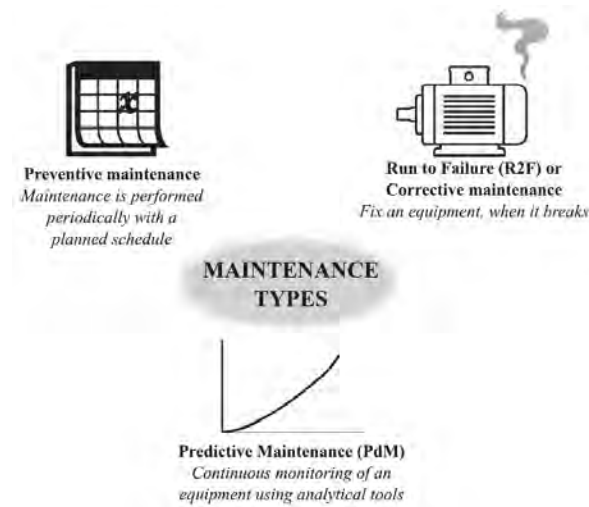 Preventive maintenance
Maintenance is performed
periodically with a
planned schedule
Run to Failure (R2F) or
Corrective maintenance
Fix an equipment, when it breaks
MAINTENANCE
TYPES
Predictive Maintenance (PdM)
Continuous monitoring of an
equipment using analytical tools